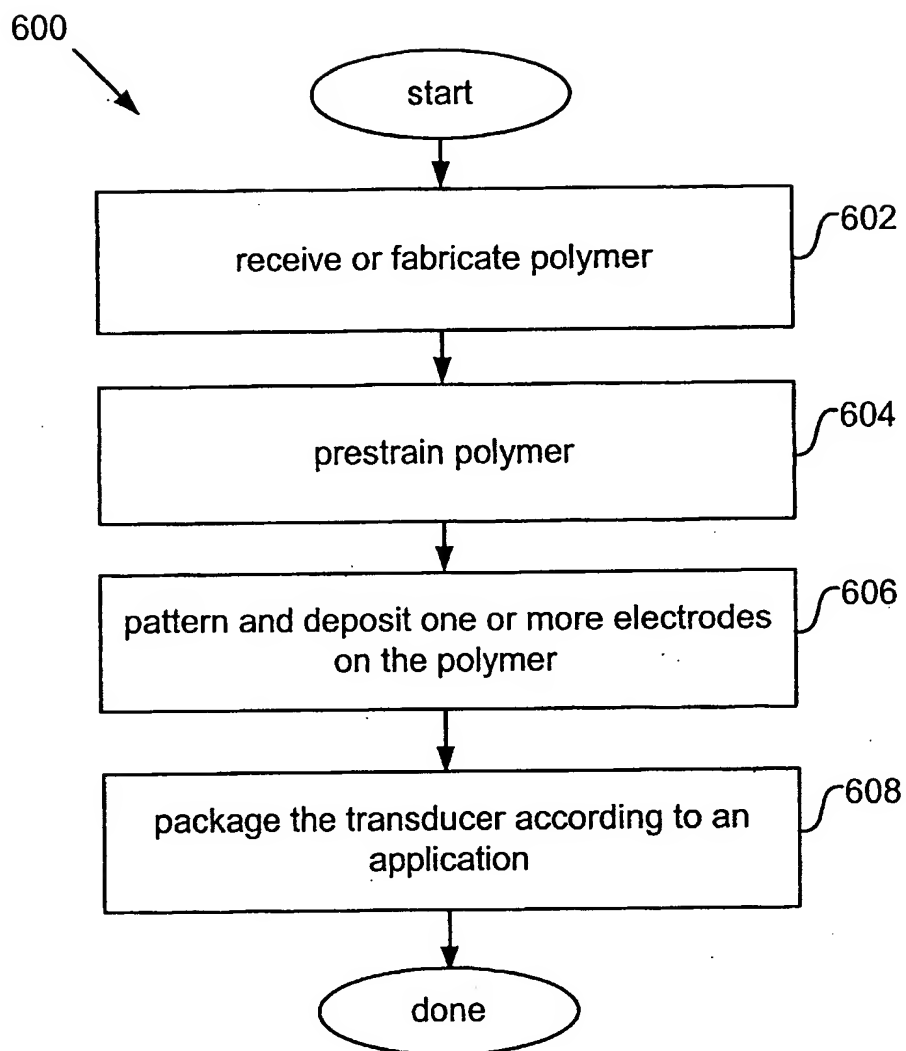 600
start
receive or fabricate polymer
602
prestrain polymer
604
pattern and deposit one or more electrodes
on the polymer
606
package the transducer according to an
application
608
done